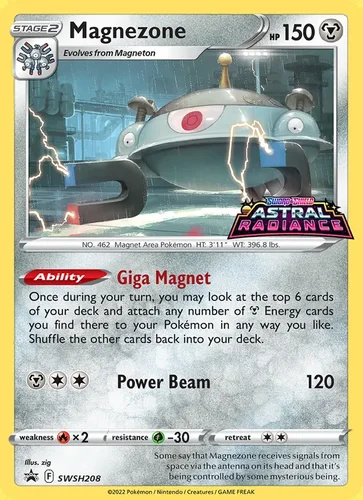 STAGE2 Magnezone HP 150
Evolves from Magneton
Sword & Shield
ASTRAL
RADIANCE
NO. 462 Magnet Area Pokémon HT: 3'11" WT: 396.8 lbs.
Ability Giga Magnet
Once during your turn, you may look at the top 6 cards
of your deck and attach any number of Energy cards
you find there to your Pokémon in any way you like.
Shuffle the other cards back into your deck.
Power Beam 120
weakness ×2 resistance -30 retreat
Illus. zig
F SWSH208
Some say that Magnezone receives signals from
space via the antenna on its head and that it's
being controlled by some mysterious being.
©2022 Pokémon / Nintendo / Creatures / GAME FREAK